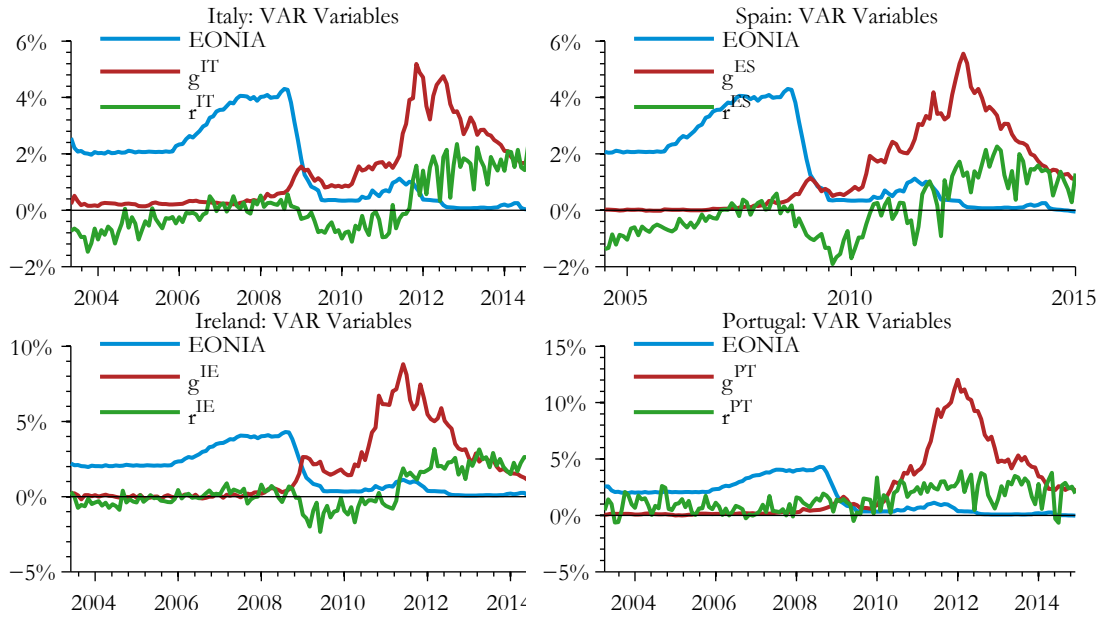 Italy: VAR Variables
6%
EONIA
g^IT
4%
r^IT
2%
0%
−2%
2004 2006 2008 2010 2012 2014
Spain: VAR Variables
6%
EONIA
g^ES
4%
r^ES
2%
0%
−2%
2005 2010 2015
Ireland: VAR Variables
10%
EONIA
g^IE
r^IE
5%
0%
−5%
2004 2006 2008 2010 2012 2014
Portugal: VAR Variables
15%
EONIA
g^PT
10%
r^PT
5%
0%
−5%
2004 2006 2008 2010 2012 2014